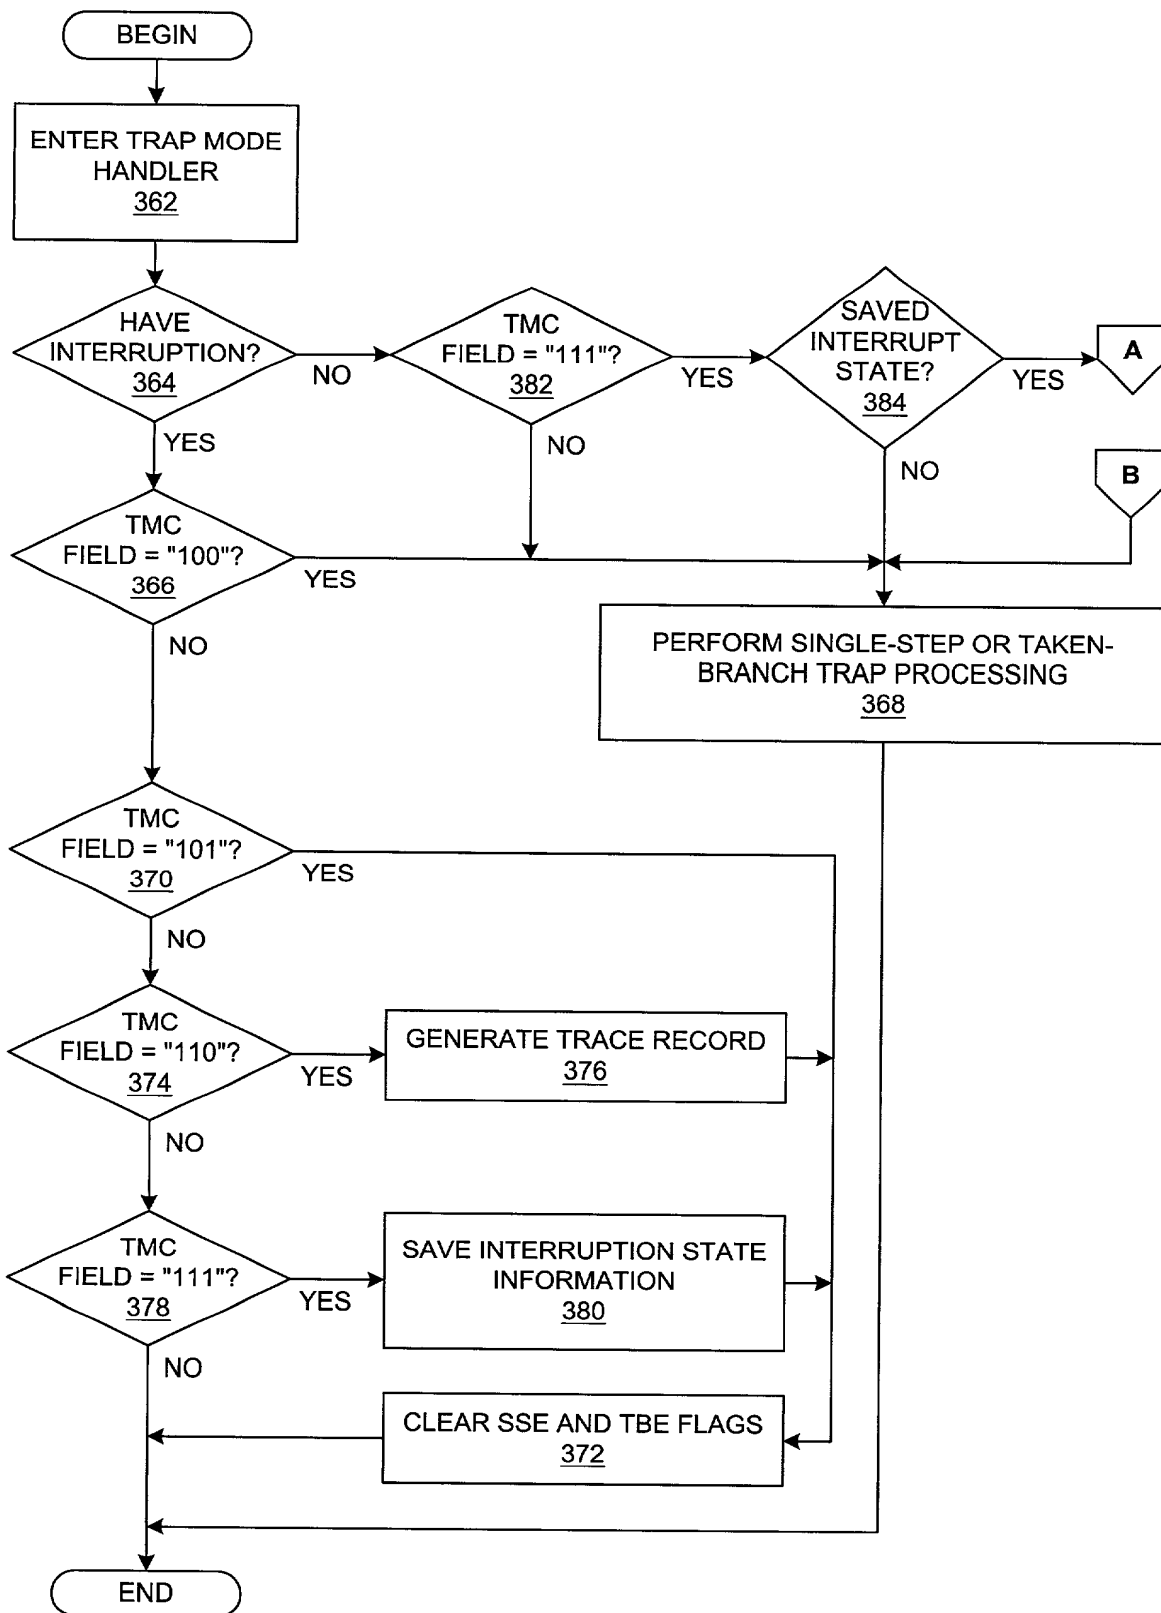 BEGIN
ENTER TRAP MODE
HANDLER
362
HAVE
INTERRUPTION?
364
NO
YES
TMC
FIELD = "111"?
382
YES
NO
SAVED
INTERRUPT
STATE?
384
YES
NO
A
B
TMC
FIELD = "100"?
366
YES
NO
PERFORM SINGLE-STEP OR TAKEN-
BRANCH TRAP PROCESSING
368
TMC
FIELD = "101"?
370
YES
NO
TMC
FIELD = "110"?
374
YES
NO
GENERATE TRACE RECORD
376
TMC
FIELD = "111"?
378
YES
NO
SAVE INTERRUPTION STATE
INFORMATION
380
CLEAR SSE AND TBE FLAGS
372
END